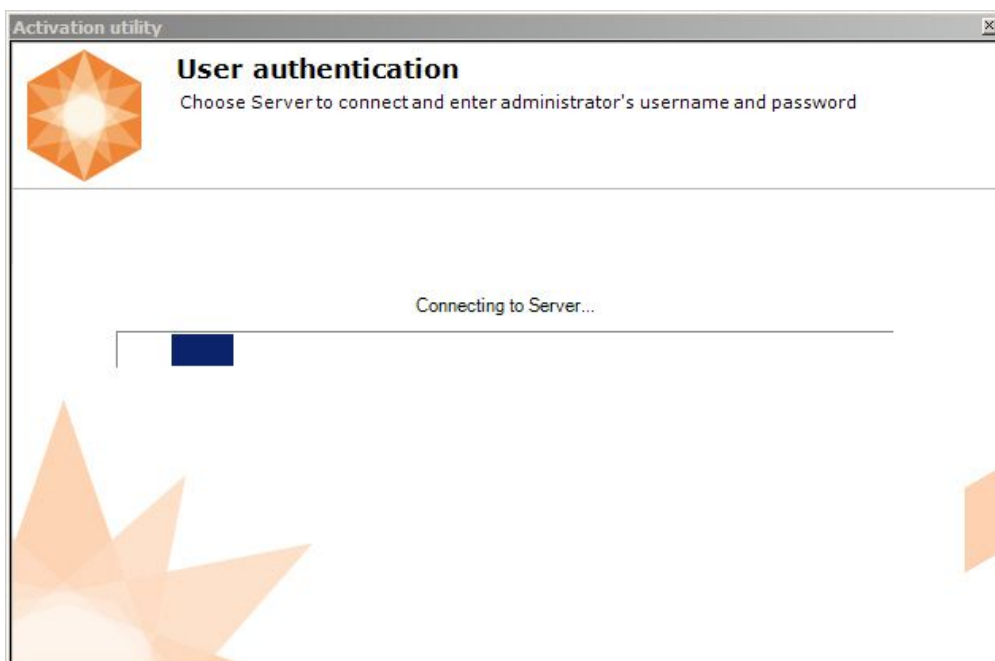 Activation utility
User authentication
Choose Server to connect and enter administrator's username and password
Connecting to Server...